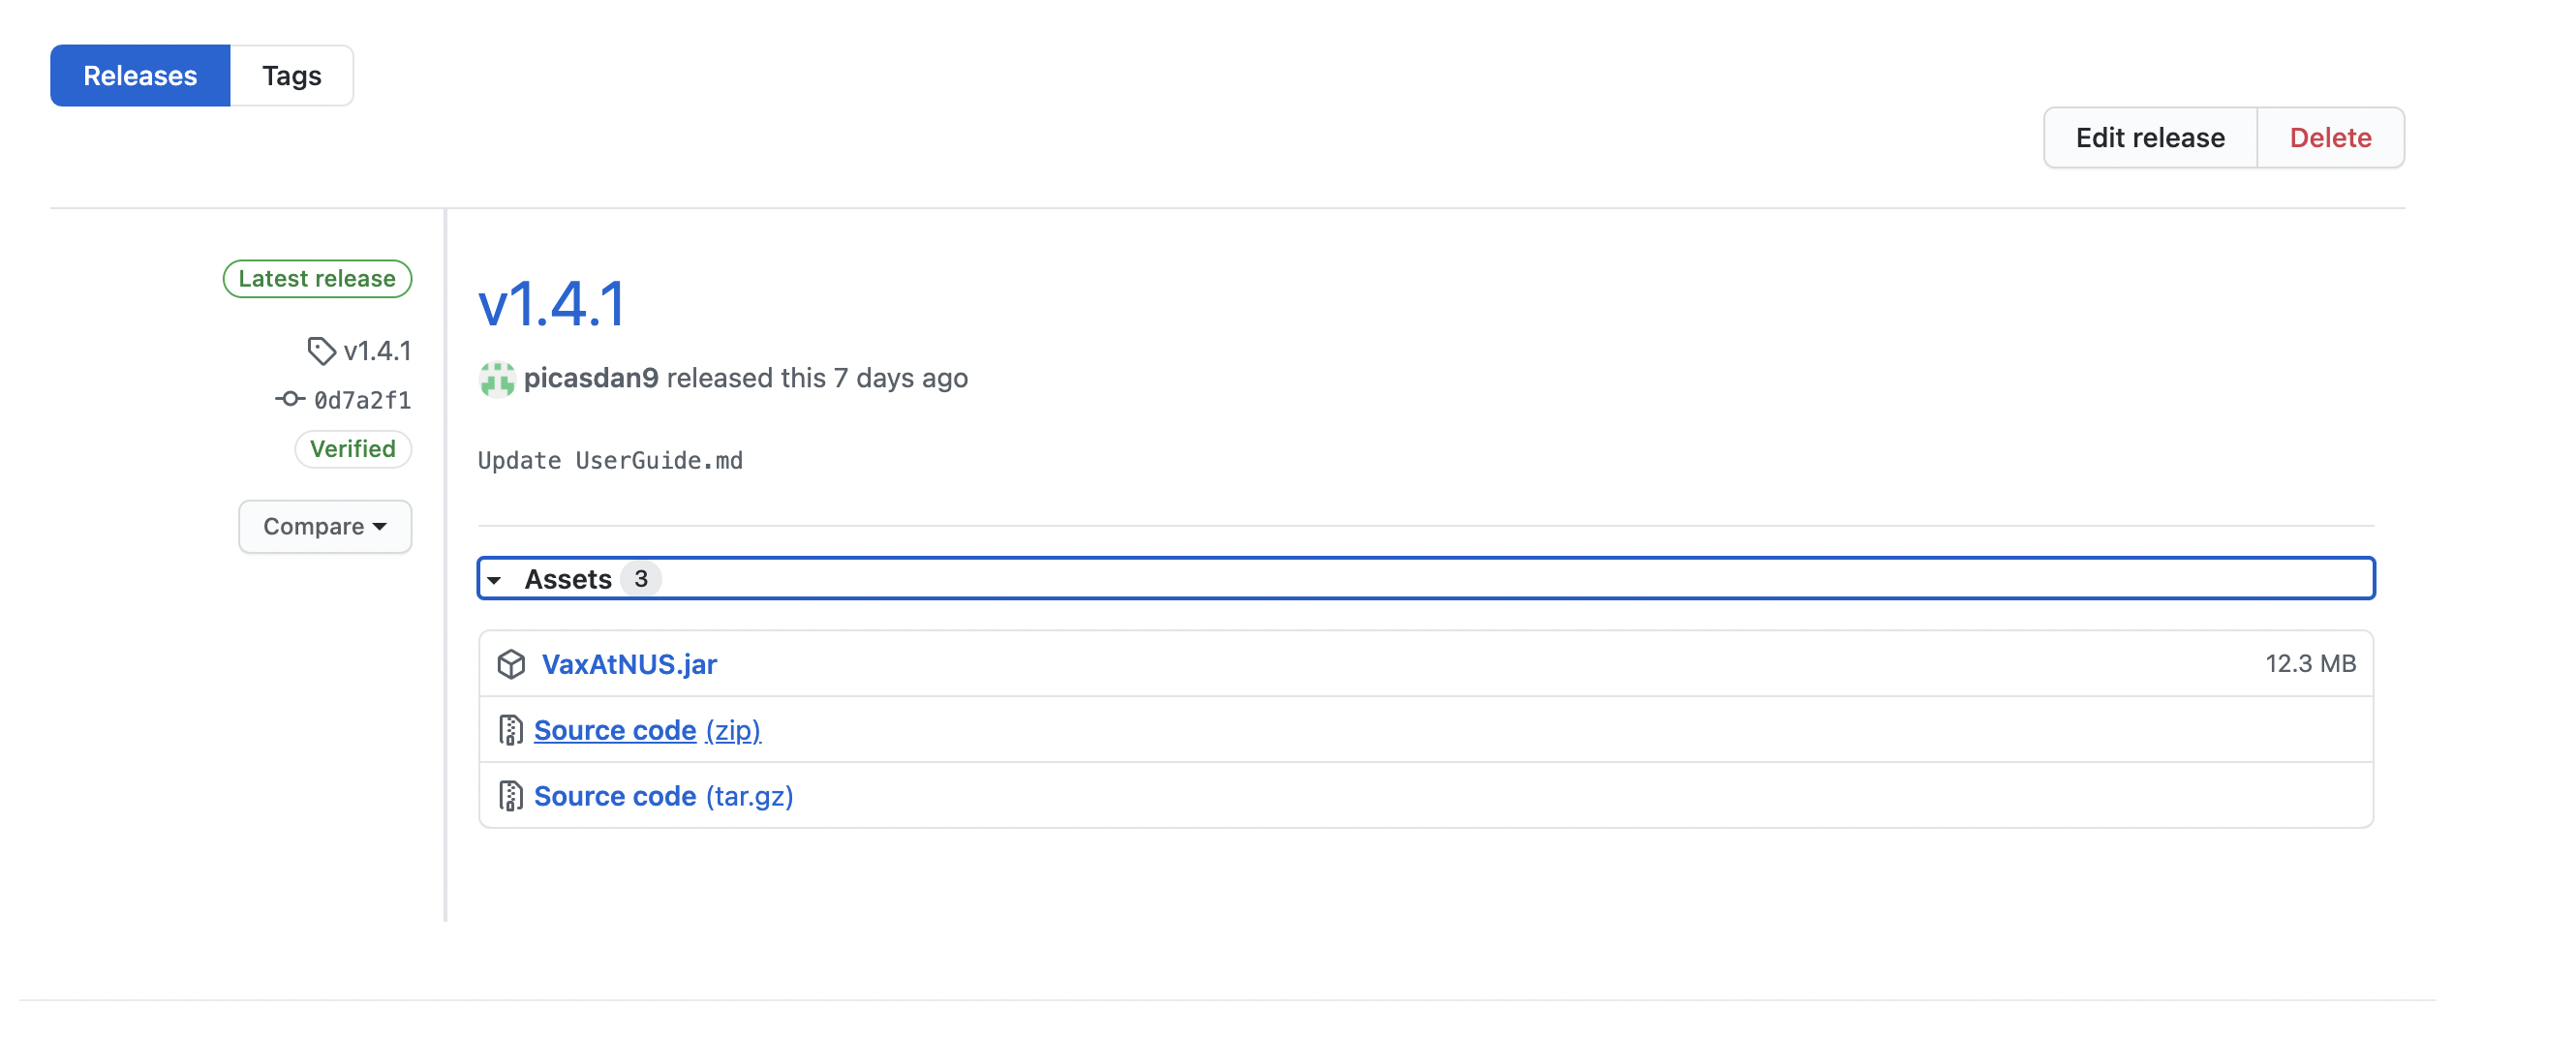 Releases Tags
Edit release Delete
Latest release
v1.4.1
0d7a2f1
Verified
Compare
v1.4.1
picasdan9 released this 7 days ago
Update UserGuide.md
Assets 3
VaxAtNUS.jar 12.3 MB
Source code (zip)
Source code (tar.gz)